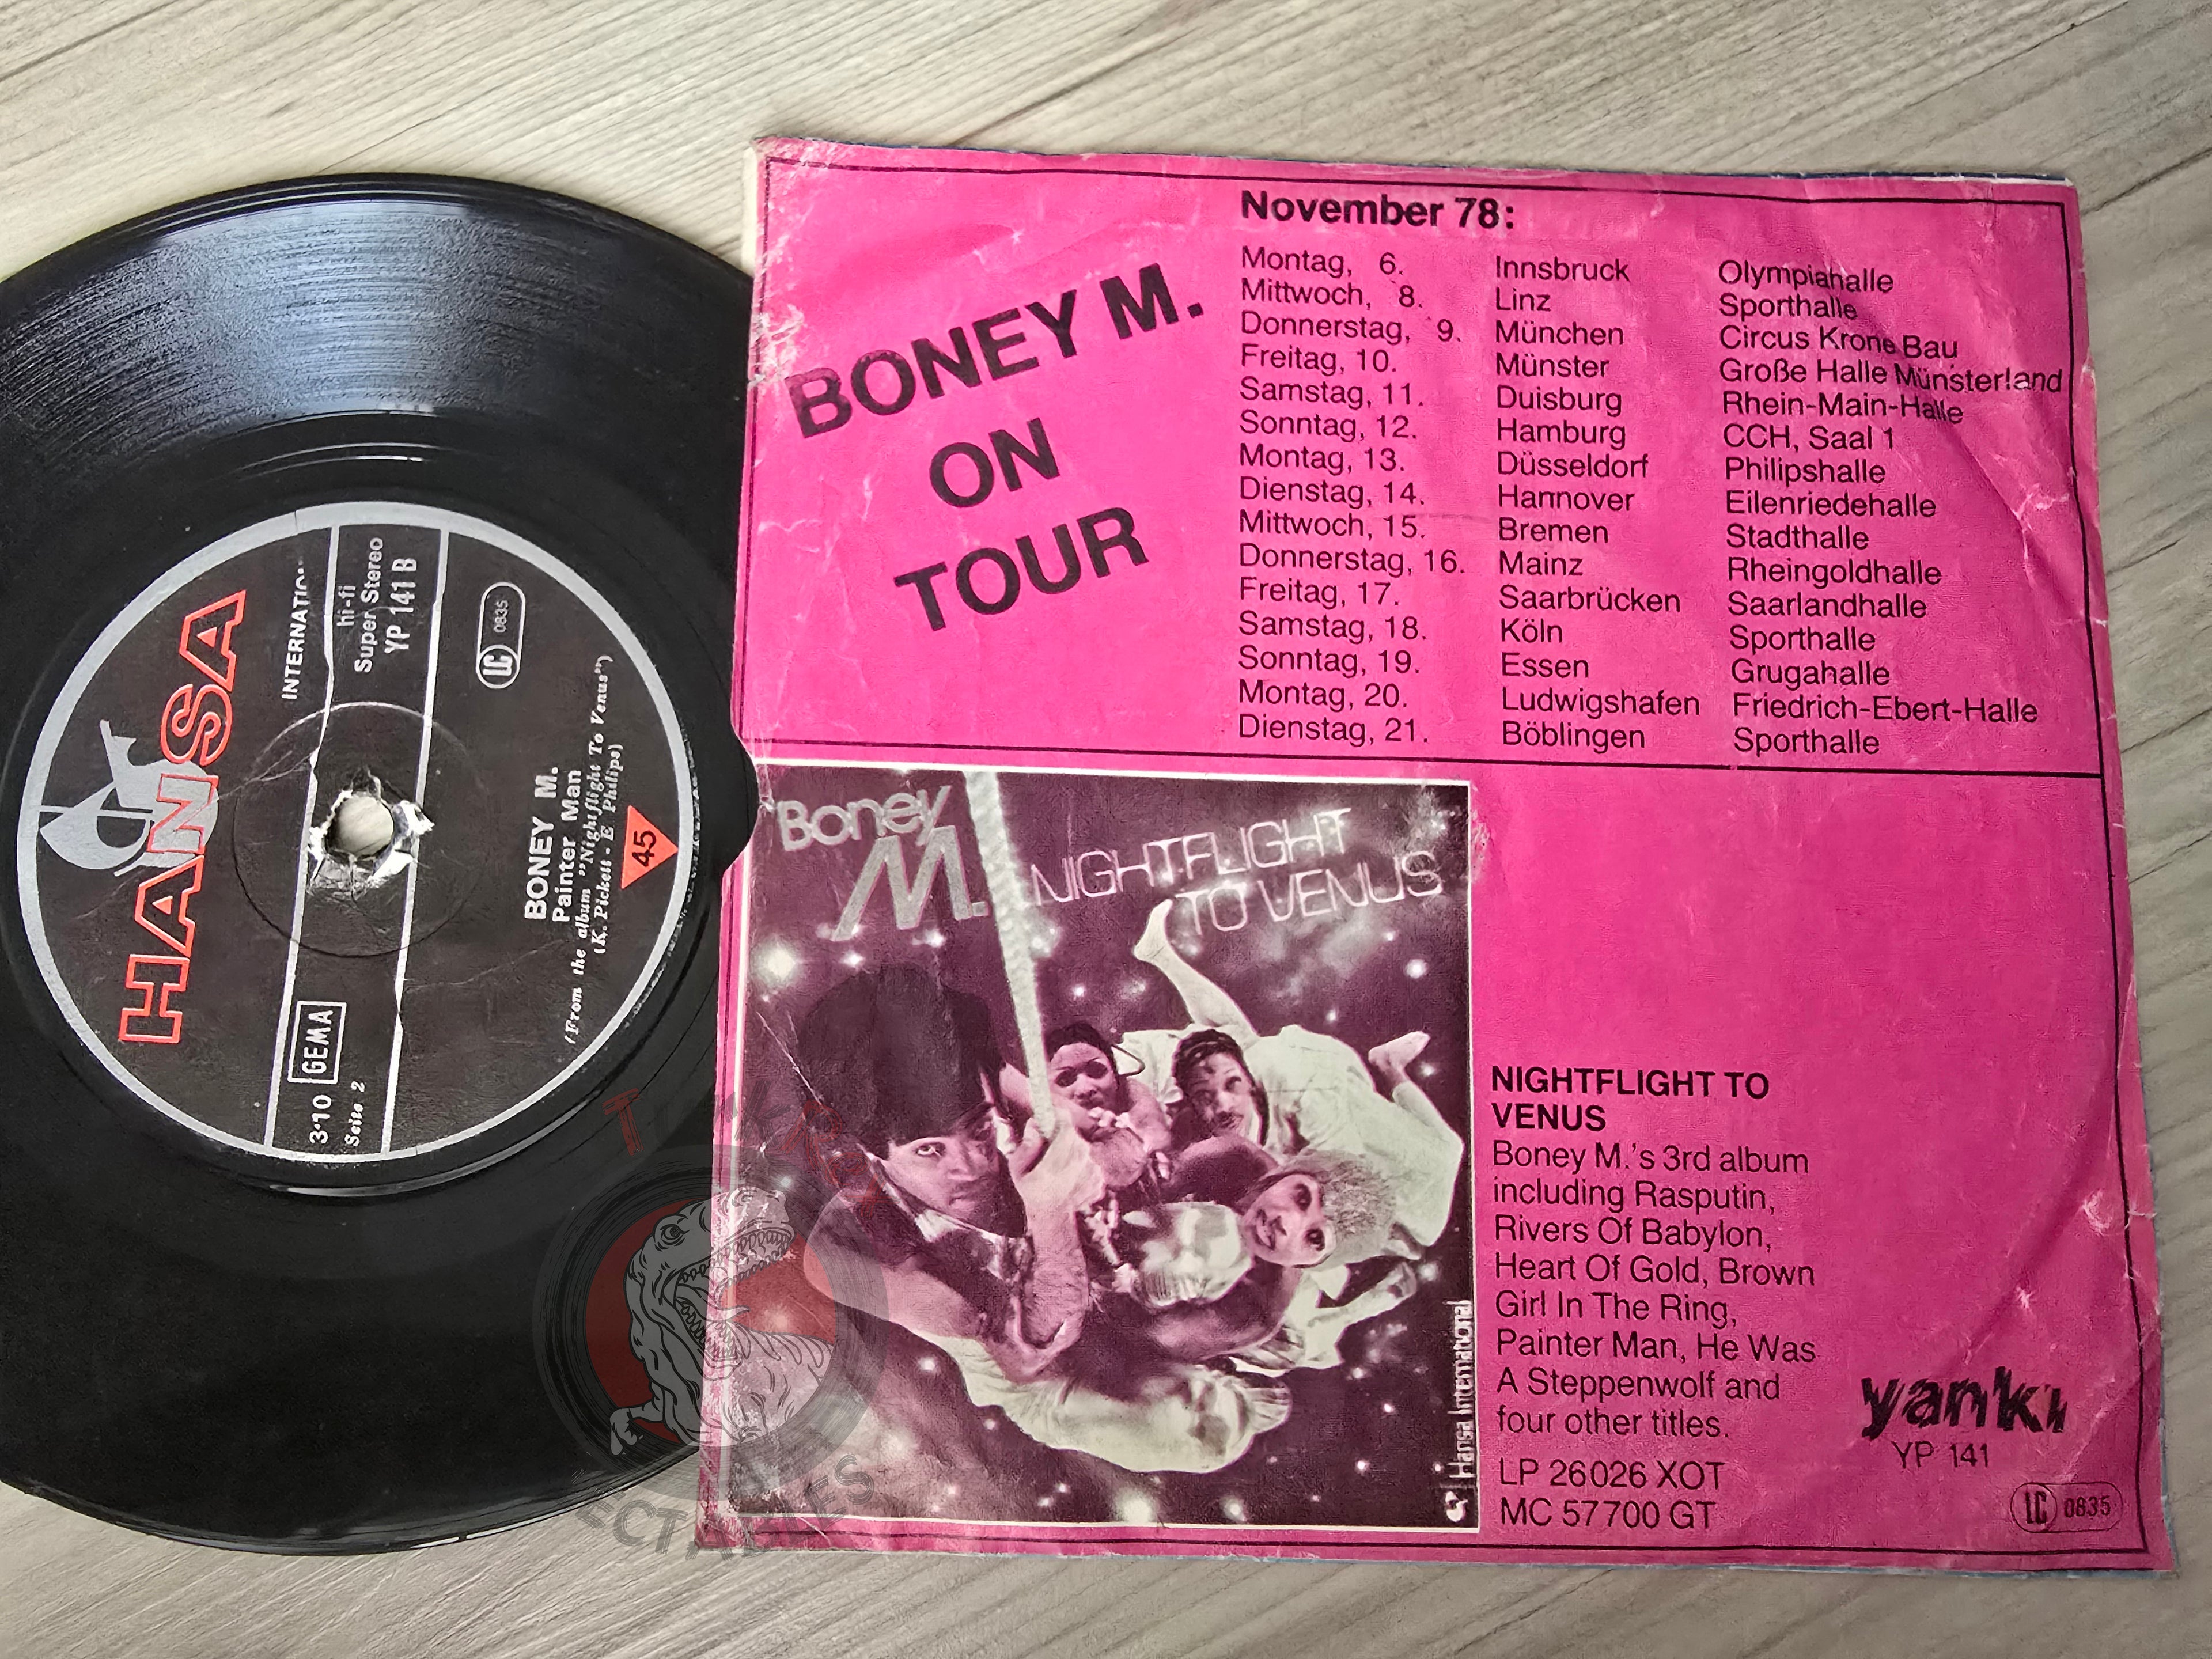 HANSA
INTERNATIO
hi-fi
Super Stereo
YP 141 B
GEMA
3·10
Seite 2
LC 0835
BONEY M.
Painter Man
(From the album "Nightflight To Venus")
(K. Pickett - E Philips)
45
BONEY M.
ON
TOUR
November 78:
Montag, 6. Innsbruck Olympiahalle
Mittwoch, 8. Linz Sporthalle
Donnerstag, 9. München Circus Krone Bau
Freitag, 10. Münster Große Halle Münsterland
Samstag, 11. Duisburg Rhein-Main-Halle
Sonntag, 12. Hamburg CCH, Saal 1
Montag, 13. Düsseldorf Philipshalle
Dienstag, 14. Hannover Eilenriedehalle
Mittwoch, 15. Bremen Stadthalle
Donnerstag, 16. Mainz Rheingoldhalle
Freitag, 17. Saarbrücken Saarlandhalle
Samstag, 18. Köln Sporthalle
Sonntag, 19. Essen Grugahalle
Montag, 20. Ludwigshafen Friedrich-Ebert-Halle
Dienstag, 21. Böblingen Sporthalle
Boney
M.
NIGHTFLIGHT
TO VENUS
Hansa International
NIGHTFLIGHT TO
VENUS
Boney M.'s 3rd album
including Rasputin,
Rivers Of Babylon,
Heart Of Gold, Brown
Girl In The Ring,
Painter Man, He Was
A Steppenwolf and
four other titles.
LP 26026 XOT
MC 57700 GT
yanki
YP 141
LC 0835